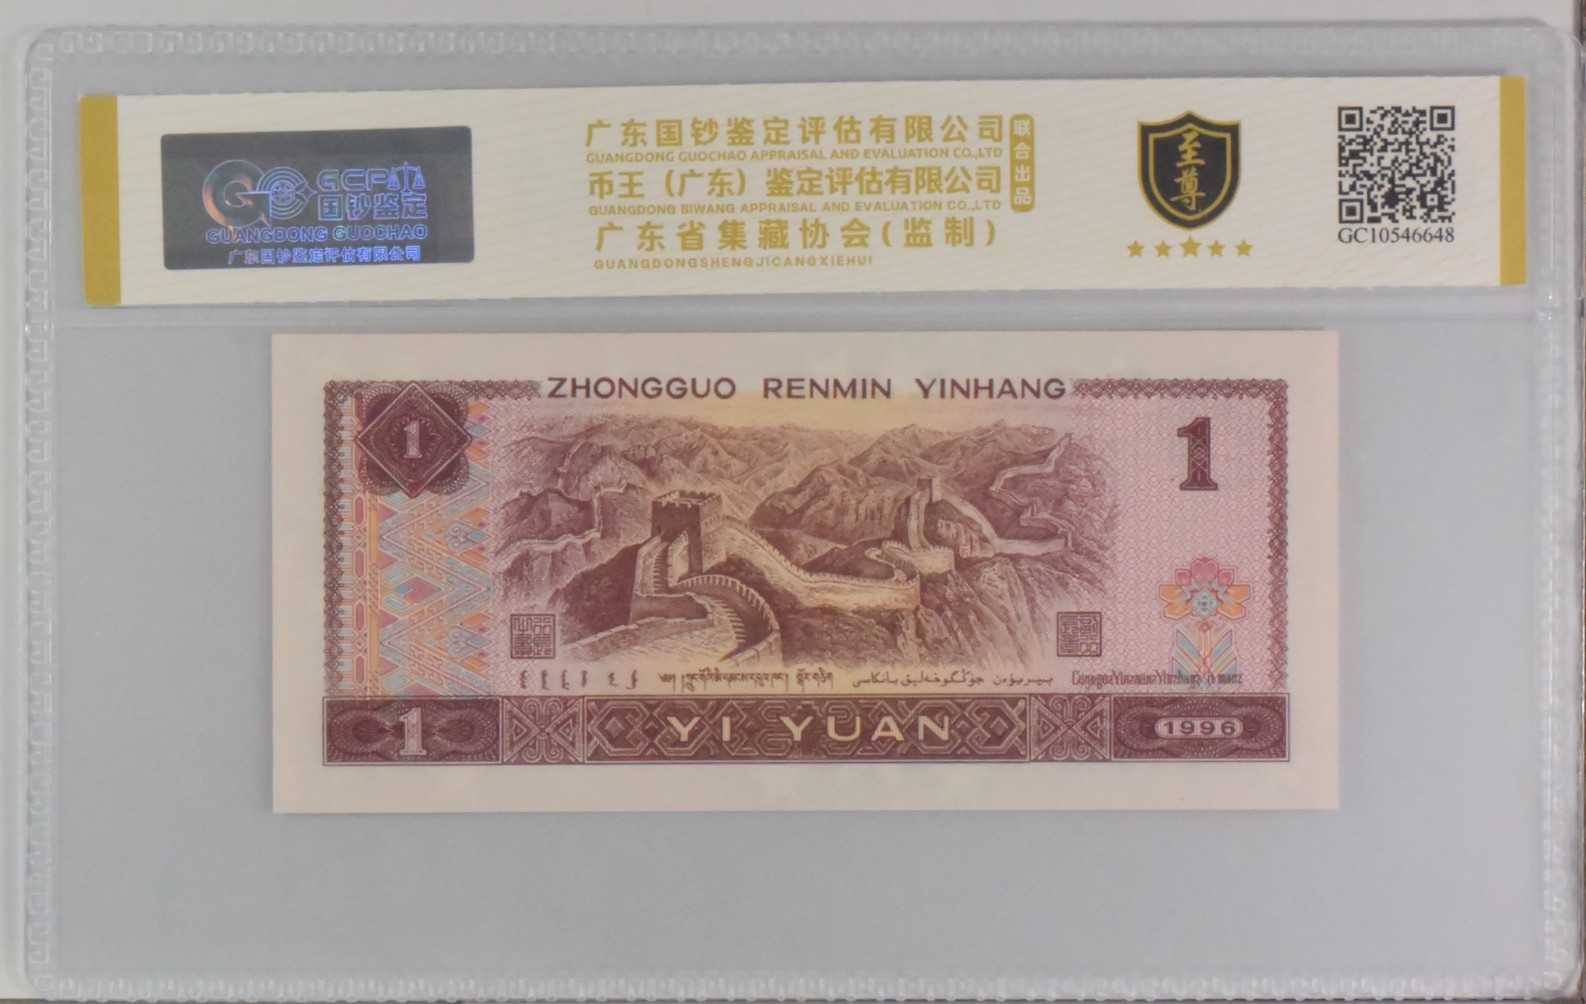 GCP
国钞鉴定
GUANGDONG GUOCHAO
广东国钞鉴定评估有限公司
广东国钞鉴定评估有限公司
GUANGDONG GUOCHAO APPRAISAL AND EVALUATION CO.,LTD
币王（广东）鉴定评估有限公司
GUANGDONG BIWANG APPRAISAL AND EVALUATION CO.,LTD
广东省集藏协会(监制)
GUANGDONGSHENGJICANGXIEHUI
联合出品
至尊
GC10546648
ZHONGGUO RENMIN YINHANG
1
1
1
YI YUAN
1996